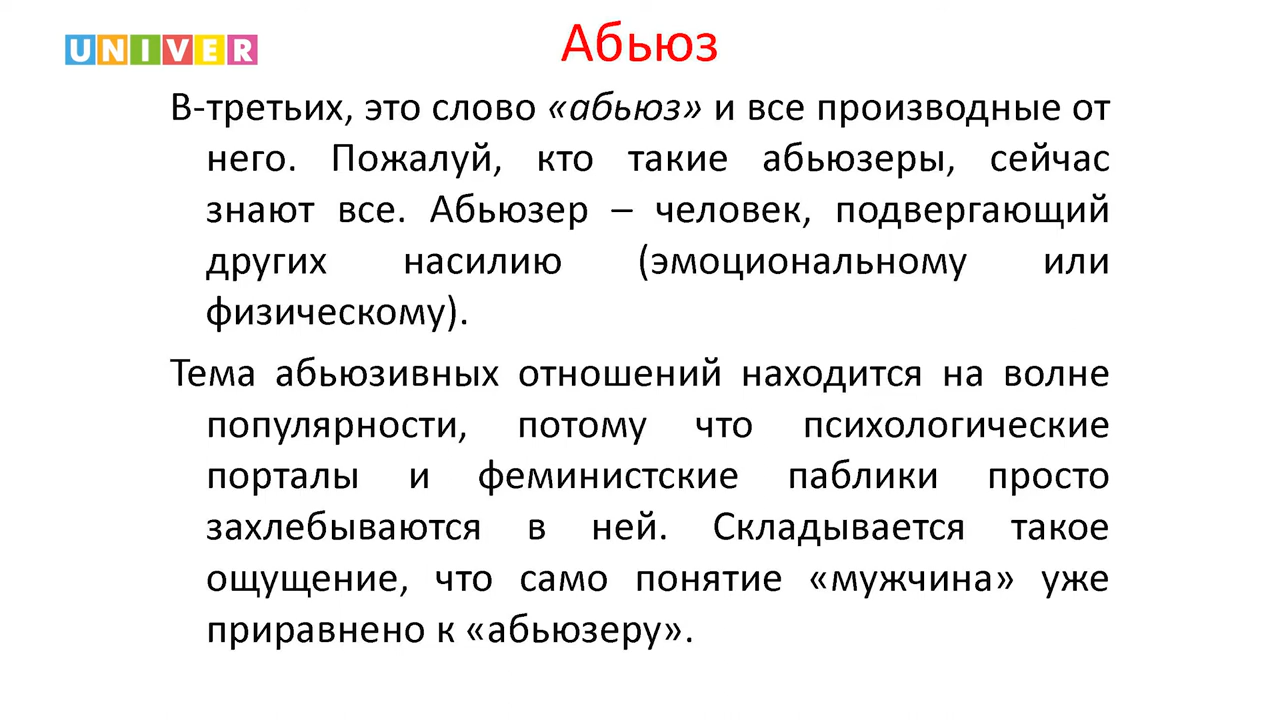 UNIVER
Абьюз
В-третьих, это слово «абьюз» и все производные от
него. Пожалуй, кто такие абьюзеры, сейчас
знают все. Абьюзер – человек, подвергающий
других насилию (эмоциональному или
физическому).
Тема абьюзивных отношений находится на волне
популярности, потому что психологические
порталы и феминистские паблики просто
захлебываются в ней. Складывается такое
ощущение, что само понятие «мужчина» уже
приравнено к «абьюзеру».